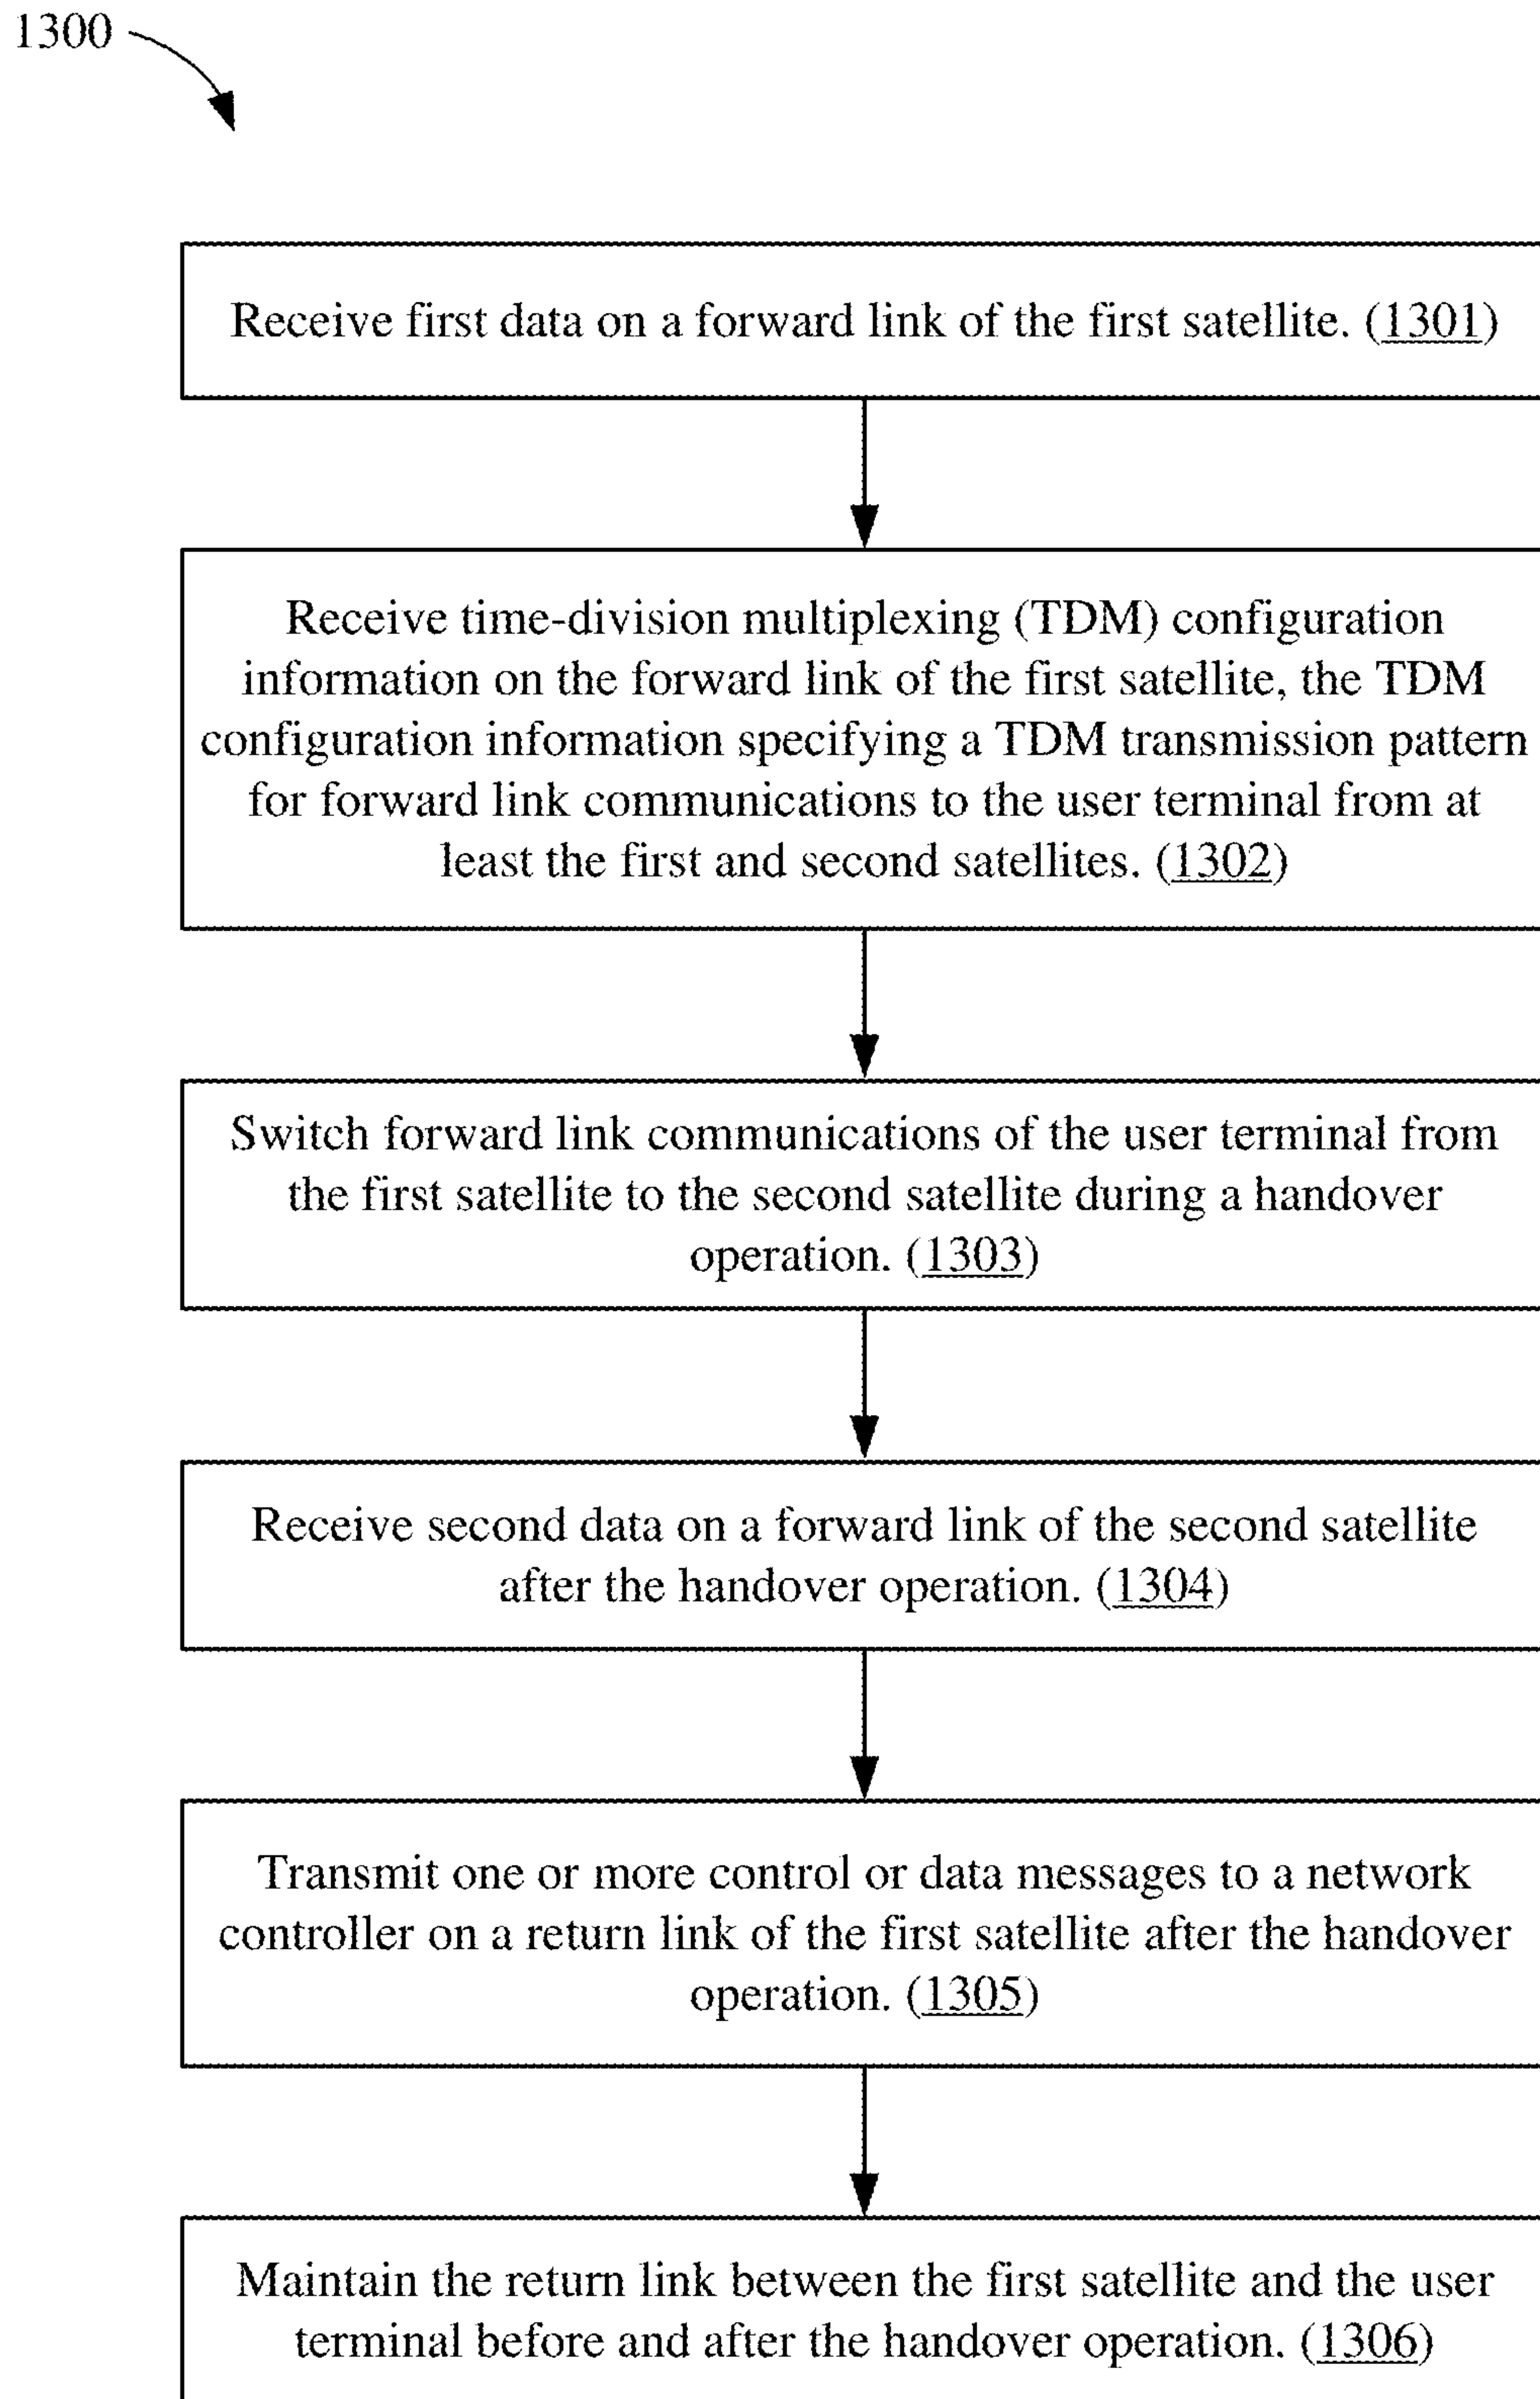 1300
Receive first data on a forward link of the first satellite. (1301)
Receive time-division multiplexing (TDM) configuration
information on the forward link of the first satellite, the TDM
configuration information specifying a TDM transmission pattern
for forward link communications to the user terminal from at
least the first and second satellites. (1302)
Switch forward link communications of the user terminal from
the first satellite to the second satellite during a handover
operation. (1303)
Receive second data on a forward link of the second satellite
after the handover operation. (1304)
Transmit one or more control or data messages to a network
controller on a return link of the first satellite after the handover
operation. (1305)
Maintain the return link between the first satellite and the user
terminal before and after the handover operation. (1306)